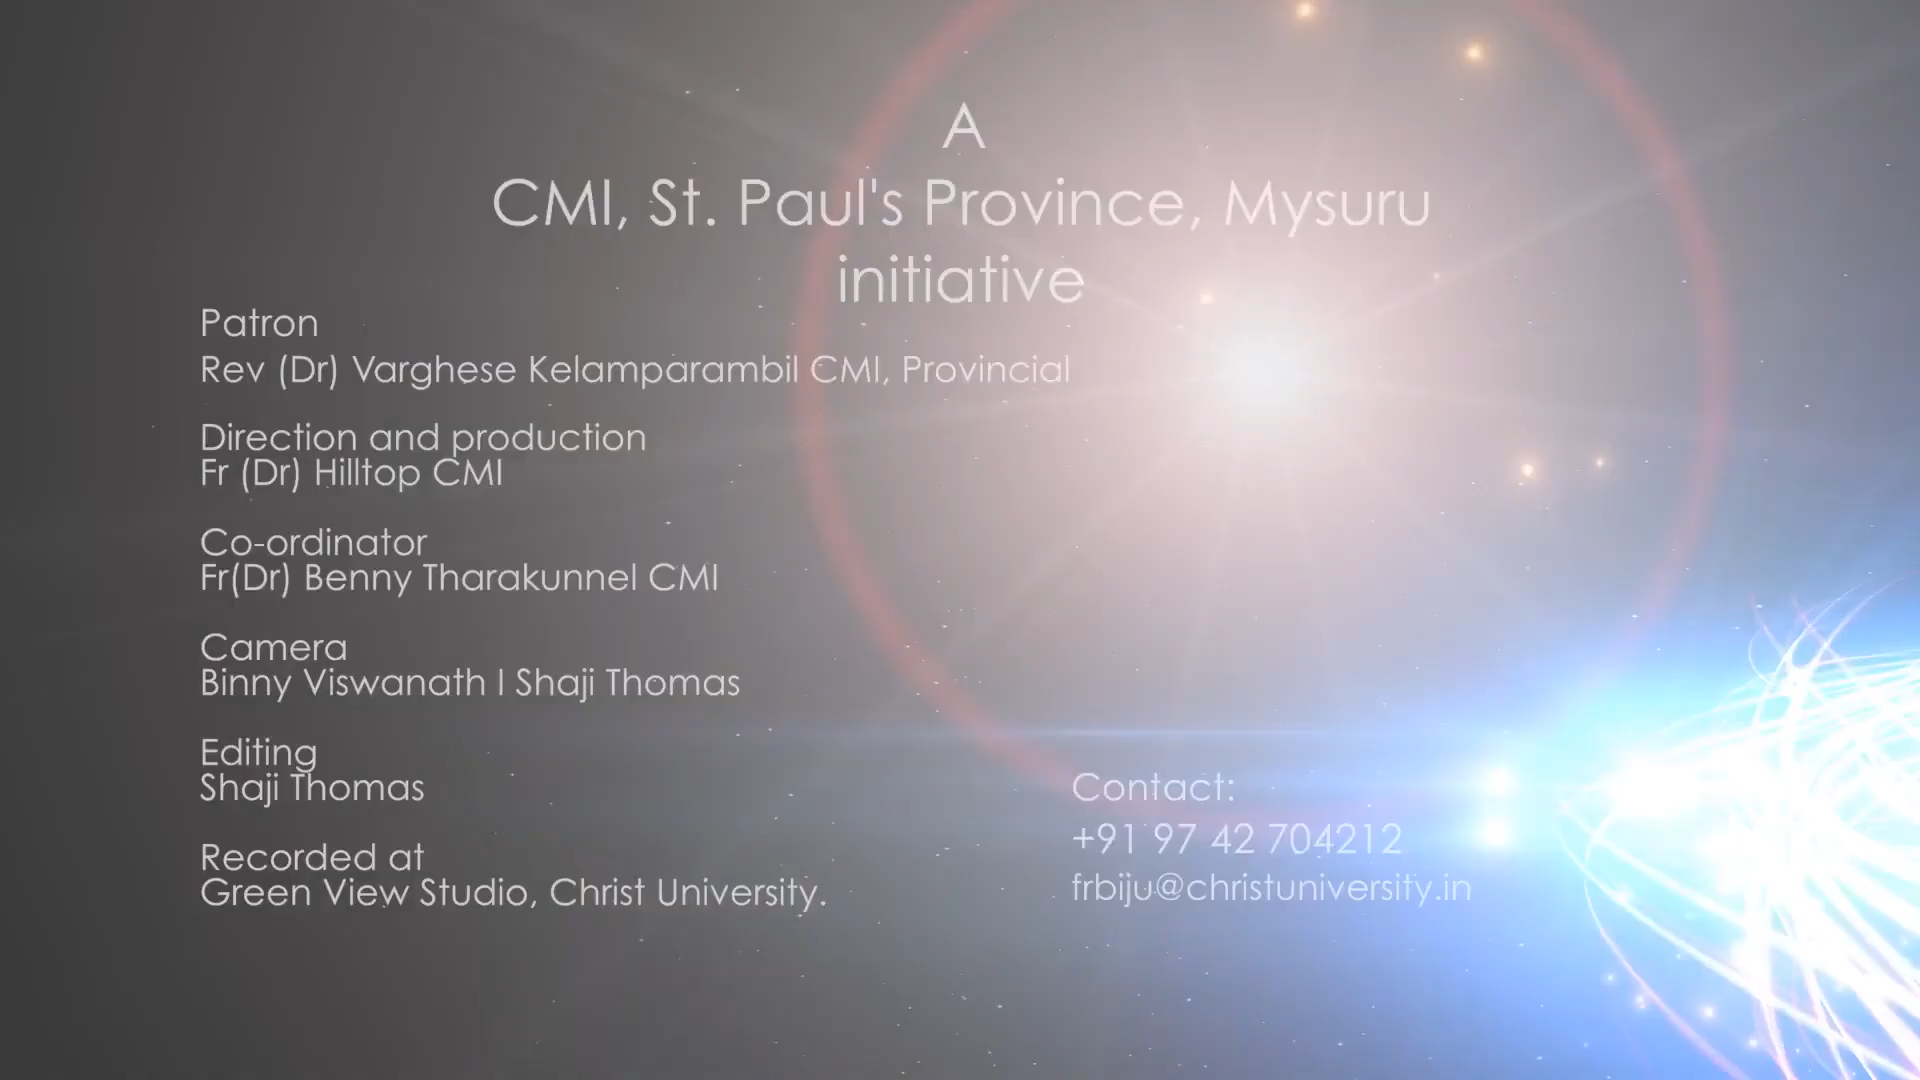 A
CMI, St. Paul's Province, Mysuru
initiative
Patron
Rev (Dr) Varghese Kelamparambil CMI, Provincial
Direction and production
Fr (Dr) Hilltop CMI
Co-ordinator
Fr(Dr) Benny Tharakunnel CMI
Camera
Binny Viswanath I Shaji Thomas
Editing
Shaji Thomas
Recorded at
Green View Studio, Christ University.
Contact:
+91 97 42 704212
frbiju@christuniversity.in